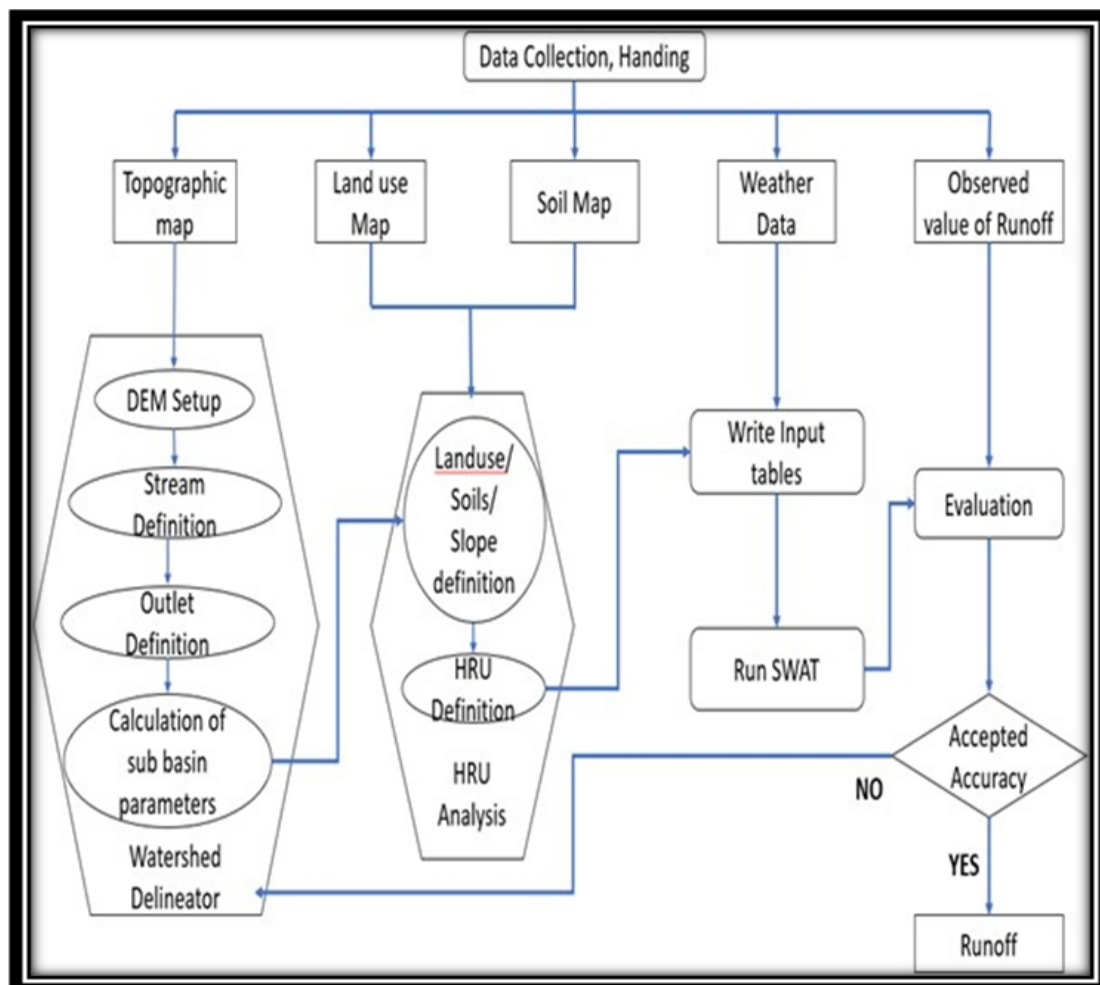 Data Collection, Handing
Topographic
map
Land use
Map
Soil Map
Weather
Data
Observed
value of Runoff
DEM Setup
Stream
Definition
Outlet
Definition
Calculation of
sub basin
parameters
Watershed
Delineator
Landuse/
Soils/
Slope
definition
HRU
Definition
HRU
Analysis
Write Input
tables
Run SWAT
Evaluation
Accepted
Accuracy
NO
YES
Runoff